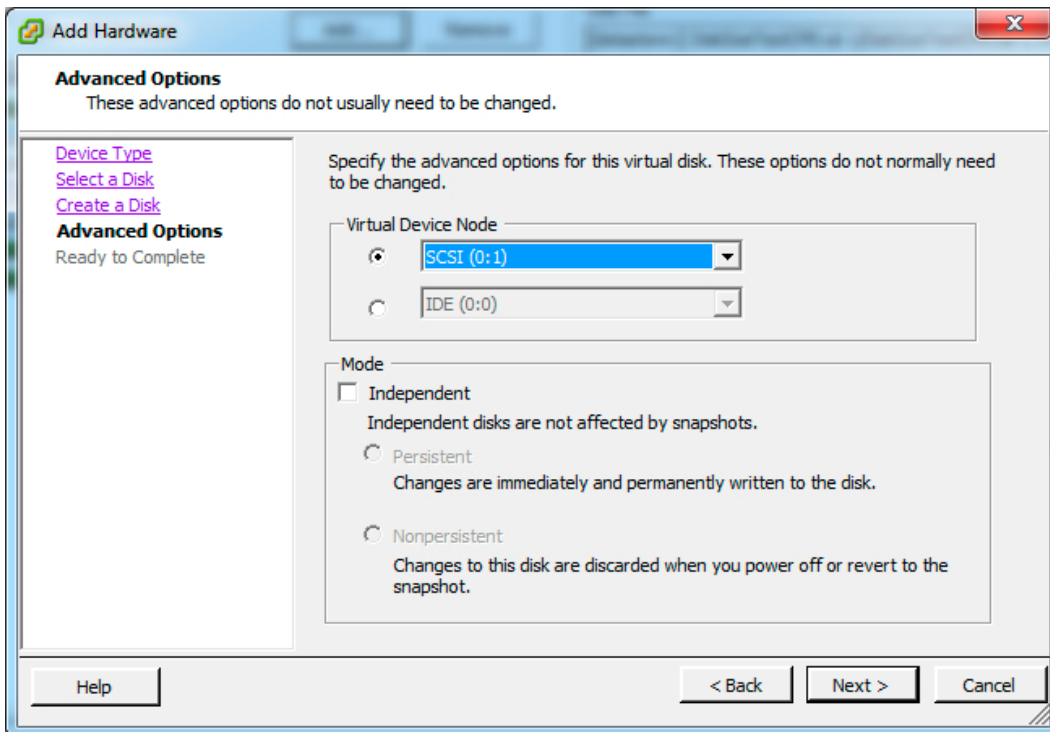 Add Hardware
Advanced Options
These advanced options do not usually need to be changed.
Device Type
Select a Disk
Create a Disk
Advanced Options
Ready to Complete
Specify the advanced options for this virtual disk. These options do not normally need
to be changed.
Virtual Device Node
SCSI (0:1)
IDE (0:0)
Mode
Independent
Independent disks are not affected by snapshots.
Persistent
Changes are immediately and permanently written to the disk.
Nonpersistent
Changes to this disk are discarded when you power off or revert to the
snapshot.
Help
< Back
Next >
Cancel